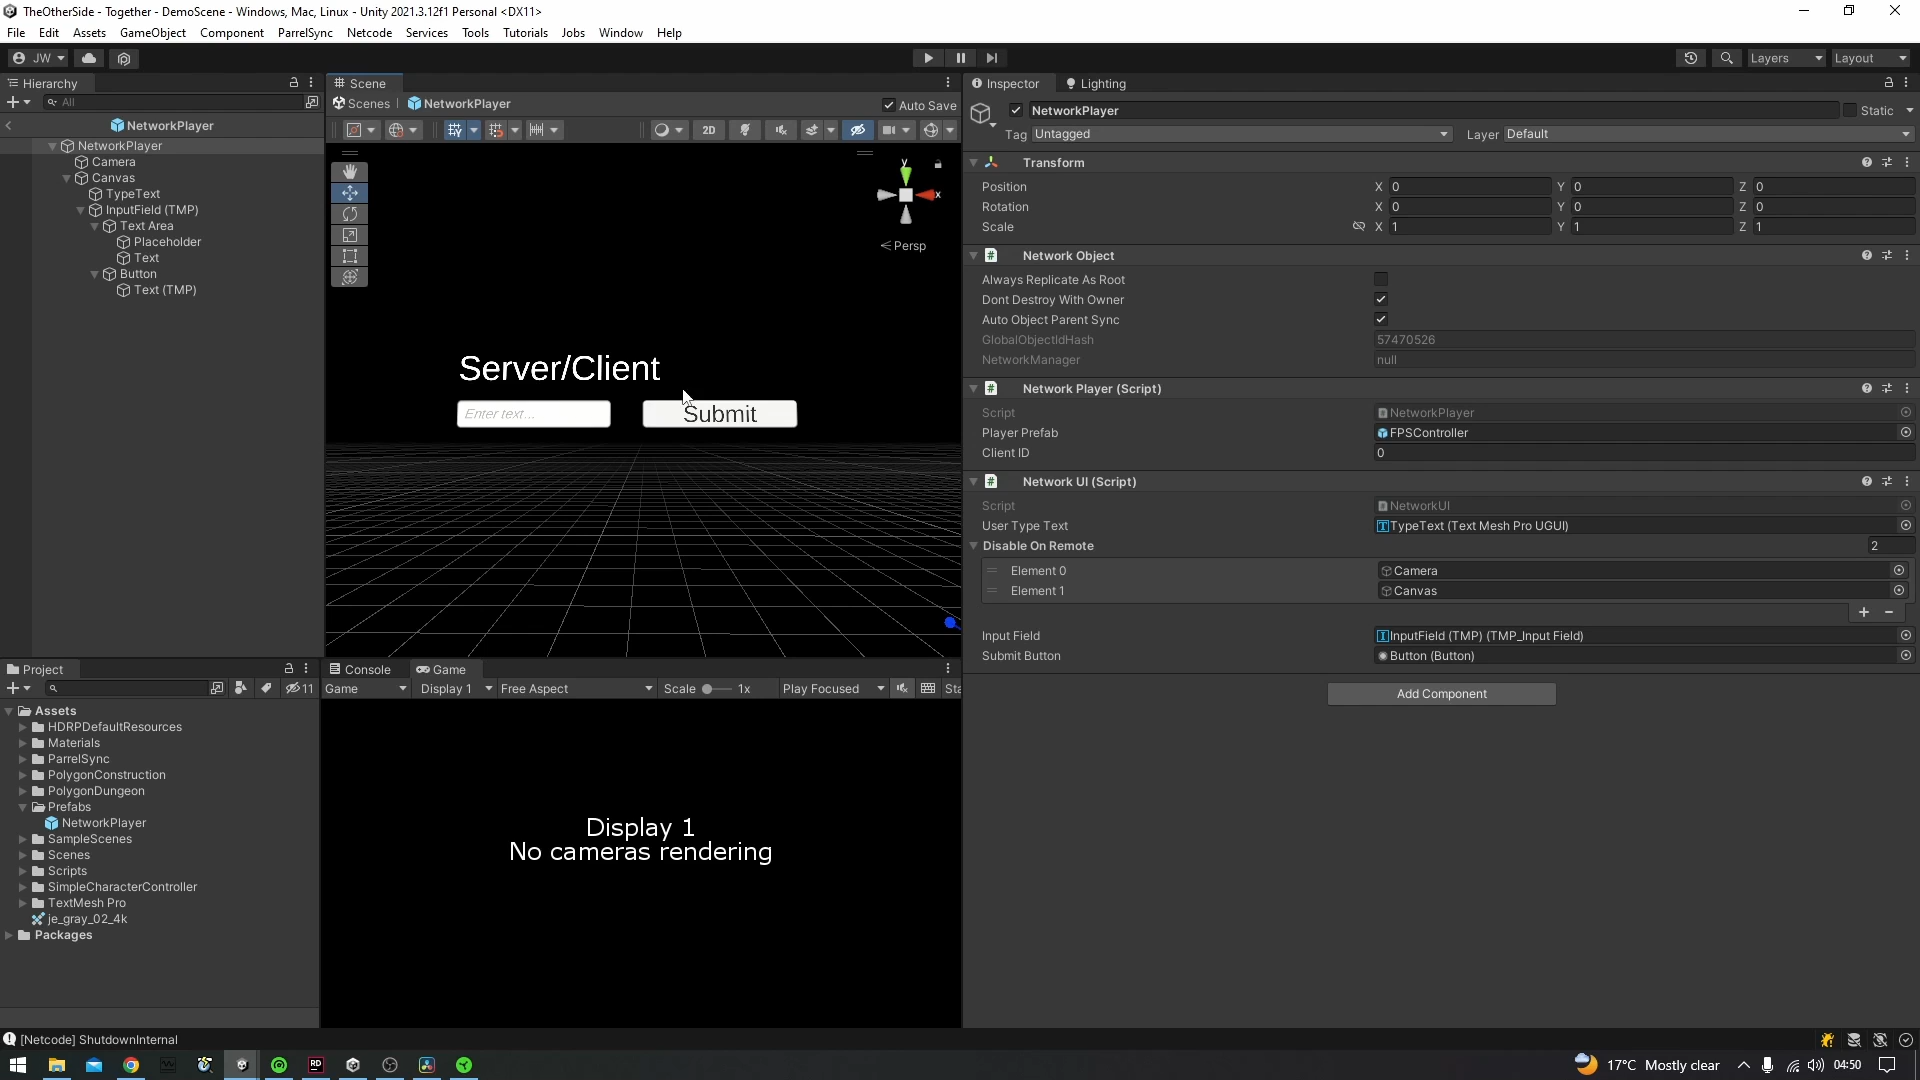 TheOtherSide - Together - DemoScene - Windows, Mac, Linux - Unity 2021.3.12f1 Personal <DX11>
File Edit Assets GameObject Component ParrelSync Netcode Services Tools Tutorials Jobs Window Help
JW
Layers
Layout
Hierarchy
All
NetworkPlayer
NetworkPlayer
Camera
Canvas
TypeText
InputField (TMP)
Text Area
Placeholder
Text
Button
Text (TMP)
Scene
Scenes
NetworkPlayer
Auto Save
2D
y
x
Persp
Server/Client
Enter text...
Submit
Inspector
Lighting
NetworkPlayer
Static
Tag Untagged
Layer Default
Transform
Position X 0 Y 0 Z 0
Rotation X 0 Y 0 Z 0
Scale X 1 Y 1 Z 1
# Network Object
Always Replicate As Root
Dont Destroy With Owner
Auto Object Parent Sync
GlobalObjectIdHash 57470526
NetworkManager null
# Network Player (Script)
Script NetworkPlayer
Player Prefab FPSController
Client ID 0
# Network UI (Script)
Script NetworkUI
User Type Text TypeText (Text Mesh Pro UGUI)
Disable On Remote 2
Element 0 Camera
Element 1 Canvas
Input Field InputField (TMP) (TMP_Input Field)
Submit Button Button (Button)
Add Component
Project
11
Assets
HDRPDefaultResources
Materials
ParrelSync
PolygonConstruction
PolygonDungeon
Prefabs
NetworkPlayer
SampleScenes
Scenes
Scripts
SimpleCharacterController
TextMesh Pro
je_gray_02_4k
Packages
Console
Game
Game Display 1 Free Aspect Scale 1x Play Focused Sta
Display 1
No cameras rendering
[Netcode] ShutdownInternal
RD
17°C Mostly clear
04:50